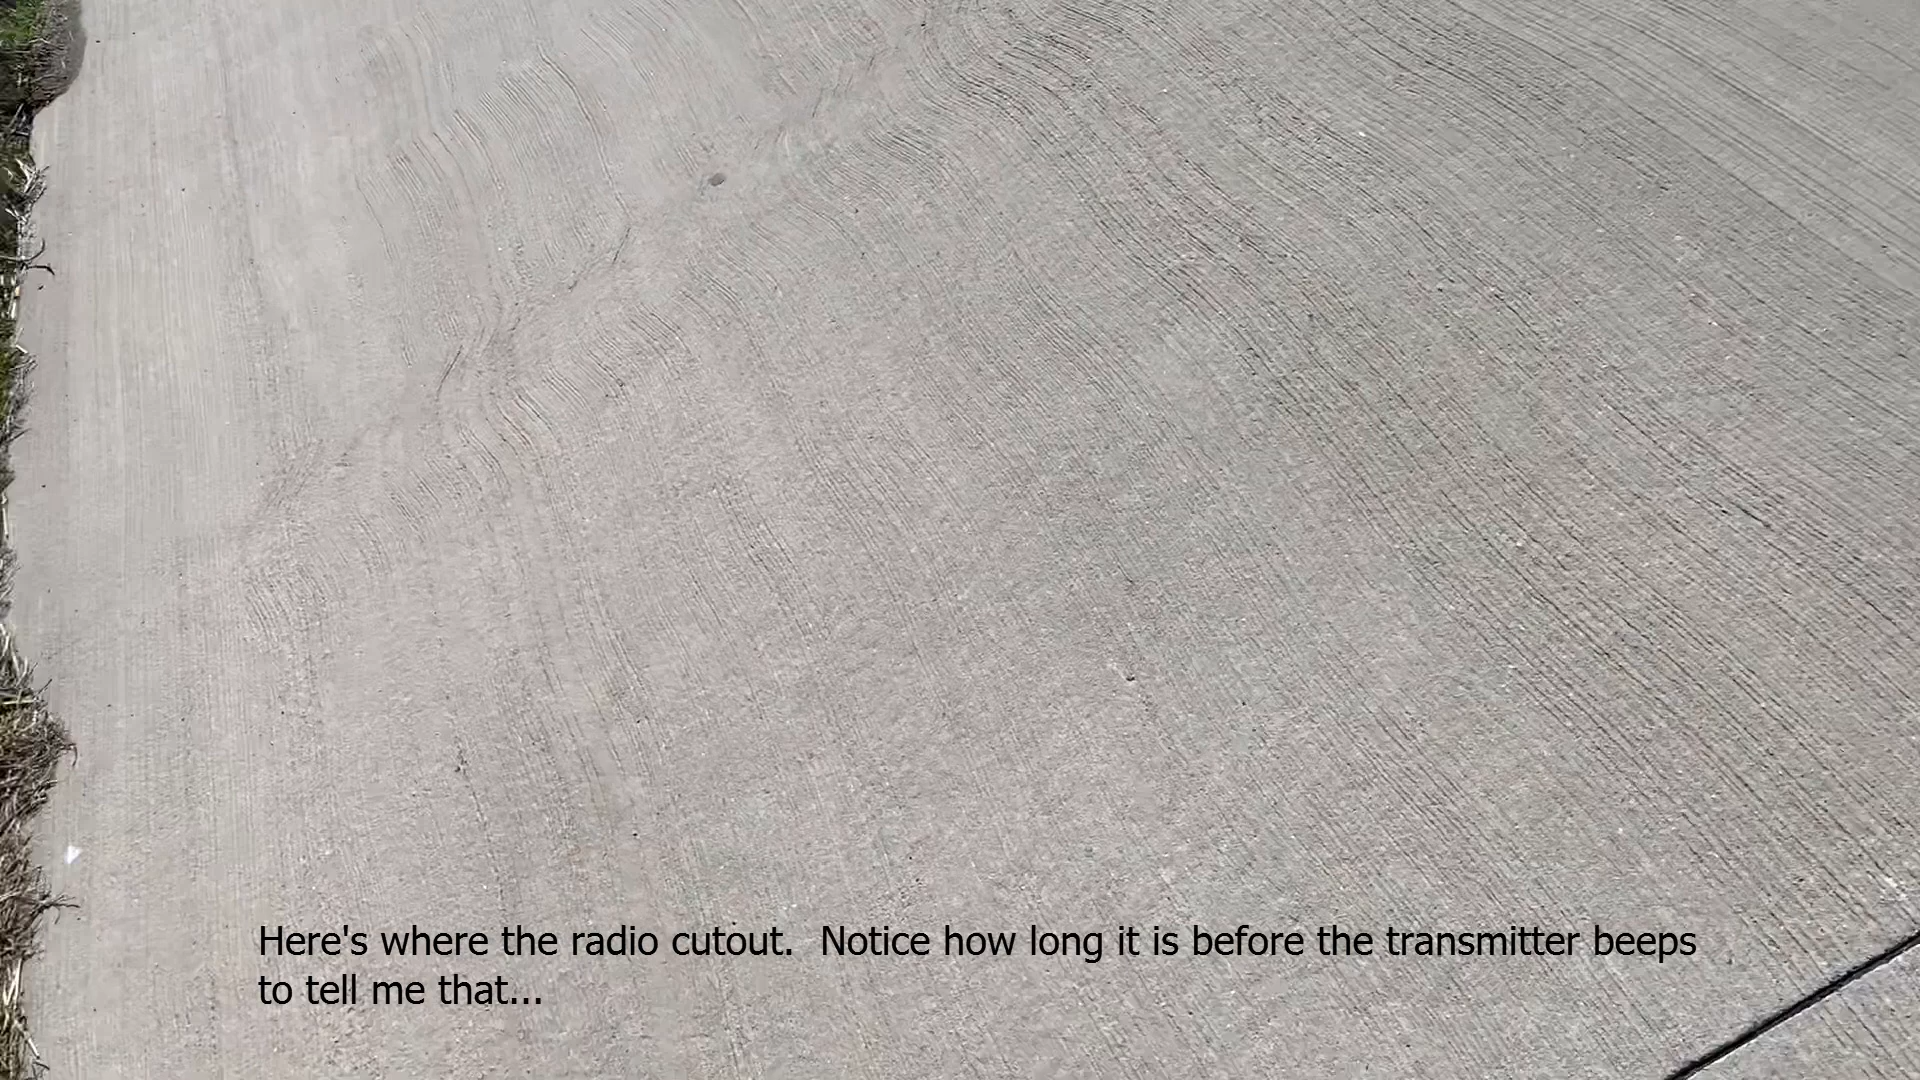 Here's where the radio cutout.  Notice how long it is before the transmitter beeps
to tell me that...